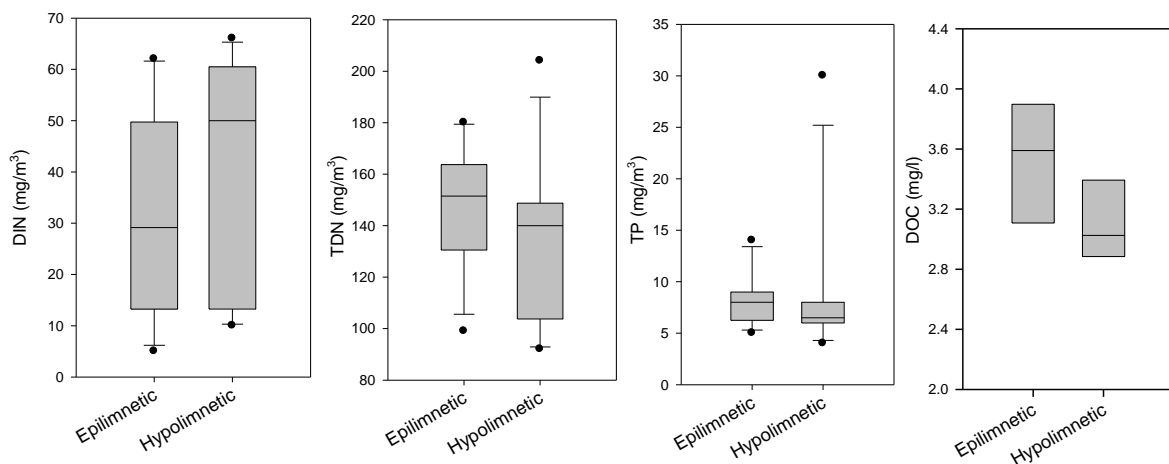 DIN (mg/m³)
70
60
50
40
30
20
10
0
Epilimnetic
Hypolimnetic
TDN (mg/m³)
220
200
180
160
140
120
100
80
Epilimnetic
Hypolimnetic
TP (mg/m³)
35
30
25
20
15
10
5
0
Epilimnetic
Hypolimnetic
DOC (mg/l)
4.4
4.0
3.6
3.2
2.8
2.4
2.0
Epilimnetic
Hypolimnetic